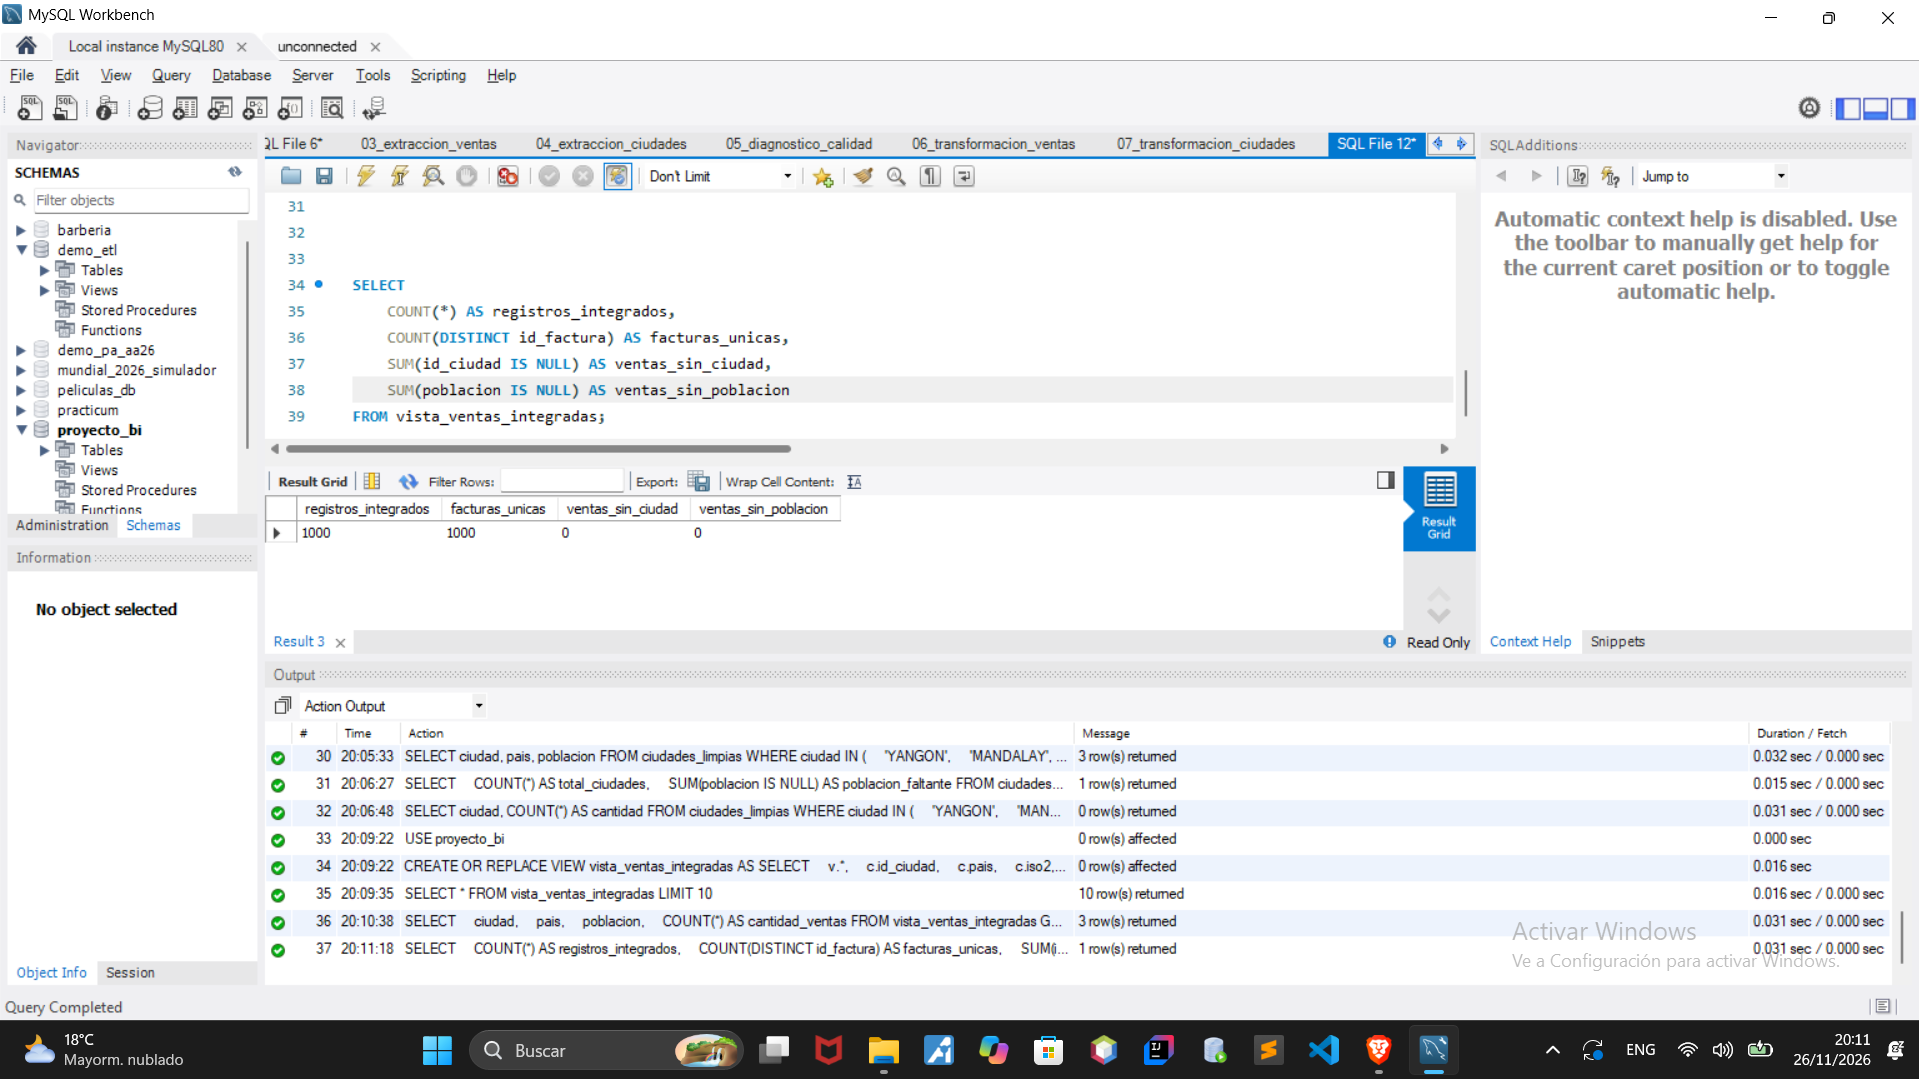 MySQL Workbench
Local instance MySQL80
unconnected
File Edit View Query Database Server Tools Scripting Help
Navigator
SCHEMAS
Filter objects
barberia
demo_etl
Tables
Views
Stored Procedures
Functions
demo_pa_aa26
mundial_2026_simulador
peliculas_db
practicum
proyecto_bi
Tables
Views
Stored Procedures
Functions
Administration Schemas
Information
No object selected
Object Info Session
QL File 6* 03_extraccion_ventas 04_extraccion_ciudades 05_diagnostico_calidad 06_transformacion_ventas 07_transformacion_ciudades SQL File 12*
Don't Limit
31
32
33
34 SELECT
35 COUNT(*) AS registros_integrados,
36 COUNT(DISTINCT id_factura) AS facturas_unicas,
37 SUM(id_ciudad IS NULL) AS ventas_sin_ciudad,
38 SUM(poblacion IS NULL) AS ventas_sin_poblacion
39 FROM vista_ventas_integradas;
Result Grid Filter Rows: Export: Wrap Cell Content:
registros_integrados facturas_unicas ventas_sin_ciudad ventas_sin_poblacion
1000 1000 0 0
Result Grid
Result 3
Read Only
SQLAdditions
Jump to
Automatic context help is disabled. Use
the toolbar to manually get help for
the current caret position or to toggle
automatic help.
Context Help Snippets
Output
Action Output
# Time Action Message Duration / Fetch
30 20:05:33 SELECT ciudad, pais, poblacion FROM ciudades_limpias WHERE ciudad IN ( 'YANGON', 'MANDALAY', ... 3 row(s) returned 0.032 sec / 0.000 sec
31 20:06:27 SELECT COUNT(*) AS total_ciudades, SUM(poblacion IS NULL) AS poblacion_faltante FROM ciudades... 1 row(s) returned 0.015 sec / 0.000 sec
32 20:06:48 SELECT ciudad, COUNT(*) AS cantidad FROM ciudades_limpias WHERE ciudad IN ( 'YANGON', 'MAN... 0 row(s) returned 0.031 sec / 0.000 sec
33 20:09:22 USE proyecto_bi 0 row(s) affected 0.000 sec
34 20:09:22 CREATE OR REPLACE VIEW vista_ventas_integradas AS SELECT v.*, c.id_ciudad, c.pais, c.iso2,... 0 row(s) affected 0.016 sec
35 20:09:35 SELECT * FROM vista_ventas_integradas LIMIT 10 10 row(s) returned 0.016 sec / 0.000 sec
36 20:10:38 SELECT ciudad, pais, poblacion, COUNT(*) AS cantidad_ventas FROM vista_ventas_integradas G... 3 row(s) returned 0.031 sec / 0.000 sec
37 20:11:18 SELECT COUNT(*) AS registros_integrados, COUNT(DISTINCT id_factura) AS facturas_unicas, SUM(i... 1 row(s) returned 0.031 sec / 0.000 sec
Activar Windows
Ve a Configuración para activar Windows.
Query Completed
18°C
Mayorm. nublado
Buscar
ENG
20:11
26/11/2026